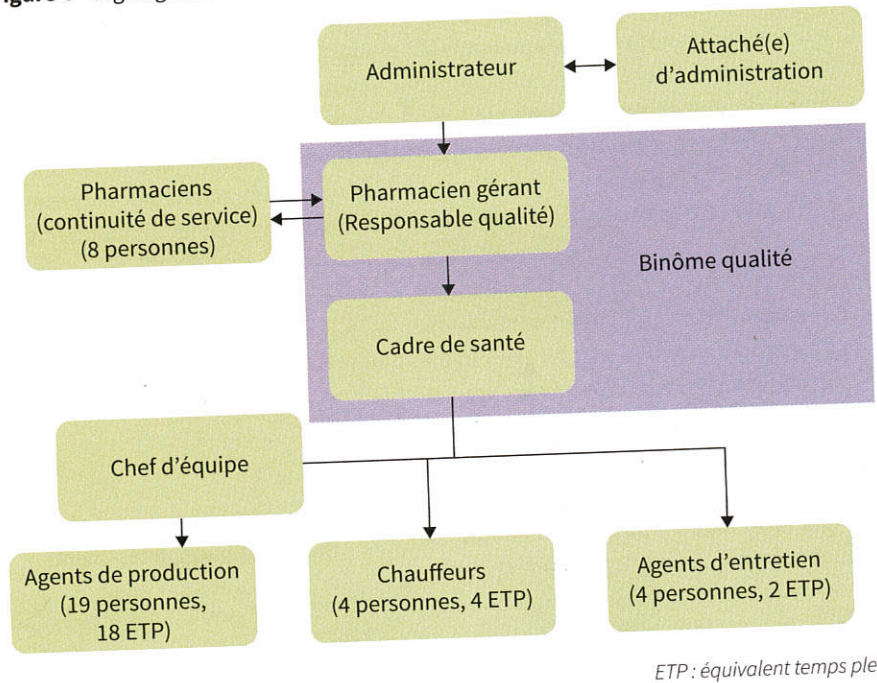 Administrateur
Attaché(e)
d'administration
Pharmaciens
(continuité de service)
(8 personnes)
Pharmacien gérant
(Responsable qualité)
Binôme qualité
Cadre de santé
Chef d'équipe
Agents de production
(19 personnes,
18 ETP)
Chauffeurs
(4 personnes, 4 ETP)
Agents d'entretien
(4 personnes, 2 ETP)
ETP : équivalent temps ple